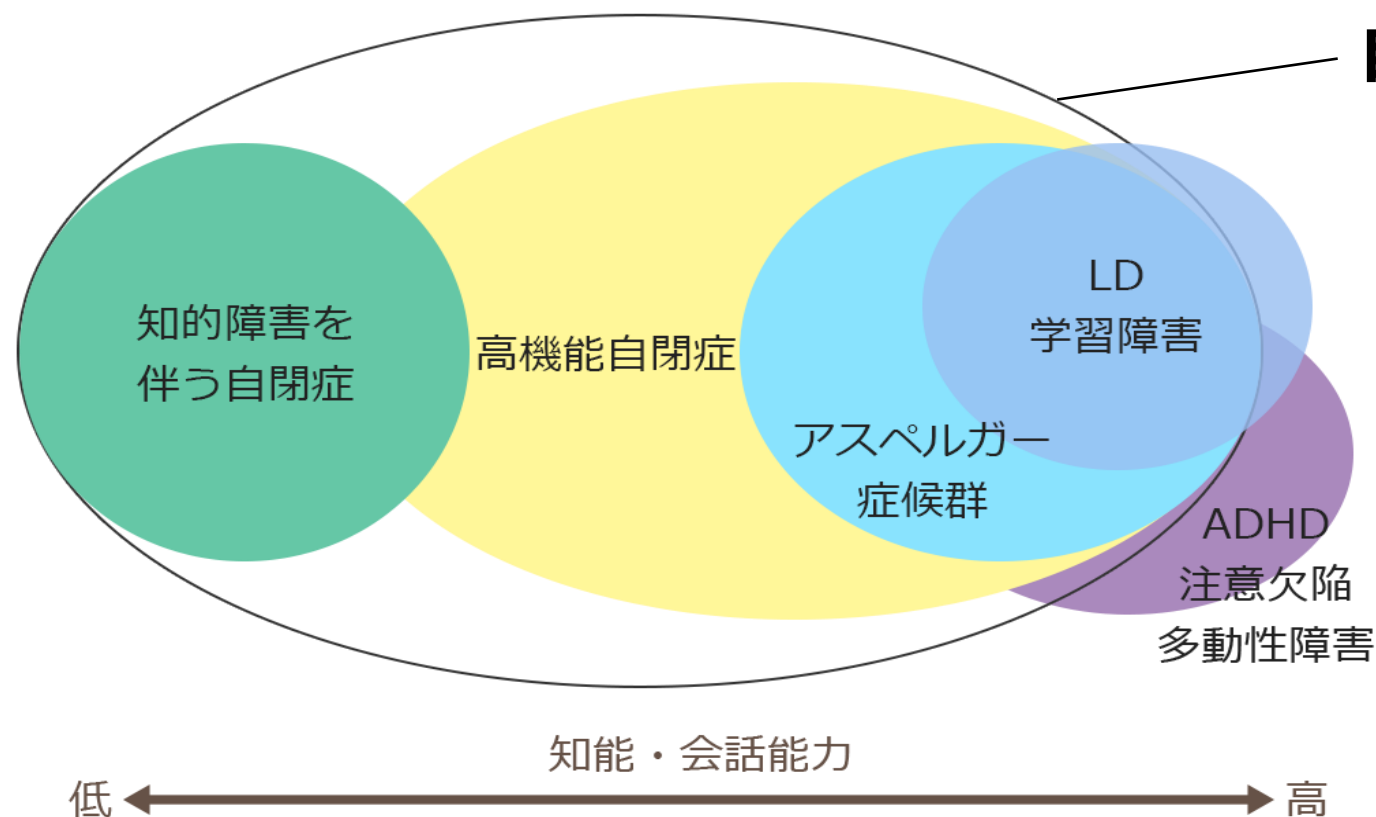 知的障害を
伴う自閉症
高機能自閉症
アスペルガー
症候群
LD
学習障害
ADHD
注意欠陥
多動性障害
知能・会話能力
低
高